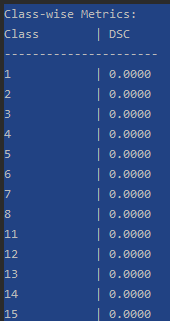 Class-wise Metrics:
Class | DSC
----------------------
1 | 0.0000
2 | 0.0000
3 | 0.0000
4 | 0.0000
5 | 0.0000
6 | 0.0000
7 | 0.0000
8 | 0.0000
11 | 0.0000
12 | 0.0000
13 | 0.0000
14 | 0.0000
15 | 0.0000